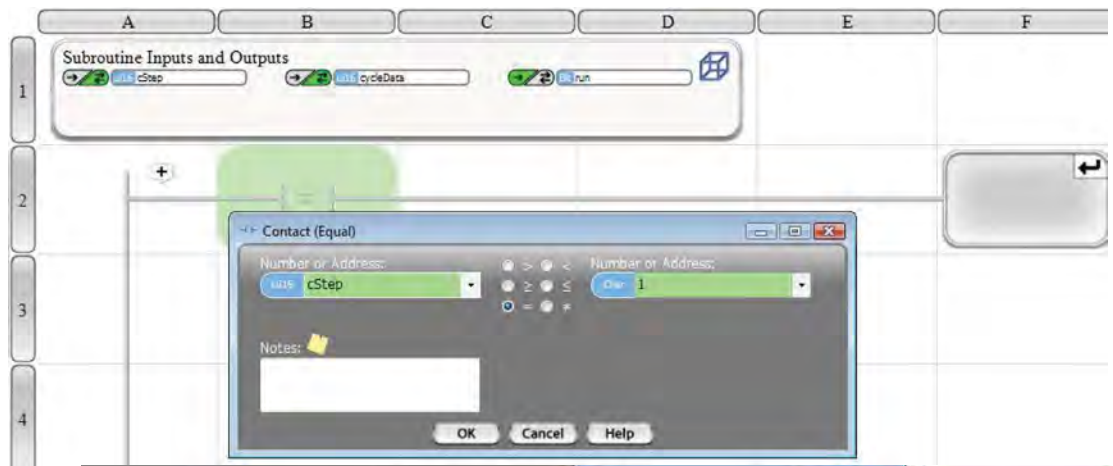 A B C D E F
Subroutine Inputs and Outputs
ui16 cStep ui16 cycleData Bit run
1
2
Contact (Equal)
Number or Address: > < Number or Address:
ui16 cStep ≥ ≤ Char 1
= ≠
3
Notes:
4
OK Cancel Help